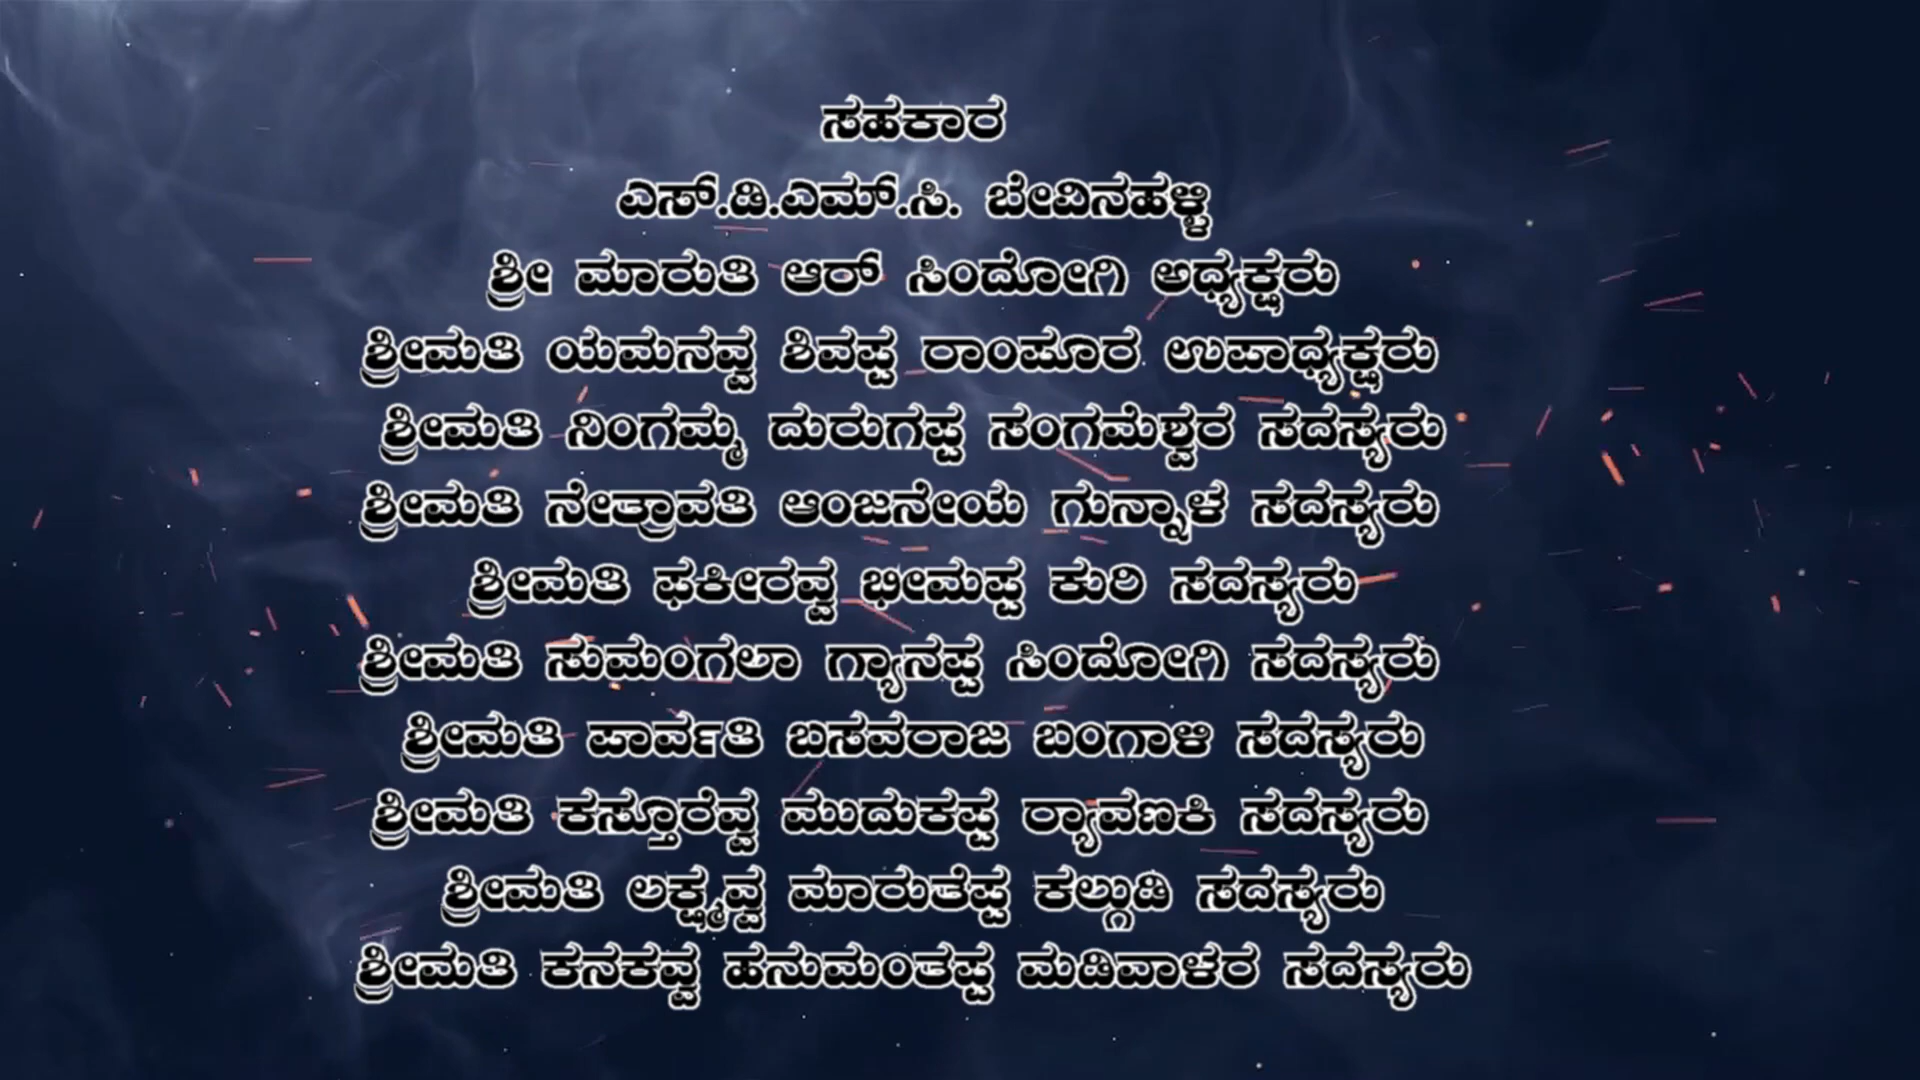 ಸಹಕಾರ
ಎಸ್.ಡಿ.ಎಮ್.ಸಿ. ಬೇವಿನಹಳ್ಳಿ
ಶ್ರೀ ಮಾರುತಿ ಆರ್ ಸಿಂದೋಗಿ ಅಧ್ಯಕ್ಷರು
ಶ್ರೀಮತಿ ಯಮನವ್ವ ಶಿವಪ್ಪ ರಾಂಪೂರ ಉಪಾಧ್ಯಕ್ಷರು
ಶ್ರೀಮತಿ ನಿಂಗಮ್ಮ ದುರುಗಪ್ಪ ಸಂಗಮೆಶ್ವರ ಸದಸ್ಯರು
ಶ್ರೀಮತಿ ನೇತ್ರಾವತಿ ಆಂಜನೇಯ ಗುನ್ನಾಳ ಸದಸ್ಯರು
ಶ್ರೀಮತಿ ಫಕೀರವ್ವ ಭೀಮಪ್ಪ ಕುರಿ ಸದಸ್ಯರು
ಶ್ರೀಮತಿ ಸುಮಂಗಲಾ ಗ್ಯಾನಪ್ಪ ಸಿಂದೋಗಿ ಸದಸ್ಯರು
ಶ್ರೀಮತಿ ಪಾರ್ವತಿ ಬಸವರಾಜ ಬಂಗಾಳಿ ಸದಸ್ಯರು
ಶ್ರೀಮತಿ ಕಸ್ತೂರೆವ್ವ ಮುದುಕಪ್ಪ ರ‍್ಯಾವಣಕಿ ಸದಸ್ಯರು
ಶ್ರೀಮತಿ ಲಕ್ಷ್ಮವ್ವ ಮಾರುತೆಪ್ಪ ಕಲ್ಗುಡಿ ಸದಸ್ಯರು
ಶ್ರೀಮತಿ ಕನಕವ್ವ ಹನುಮಂತಪ್ಪ ಮಡಿವಾಳರ ಸದಸ್ಯರು